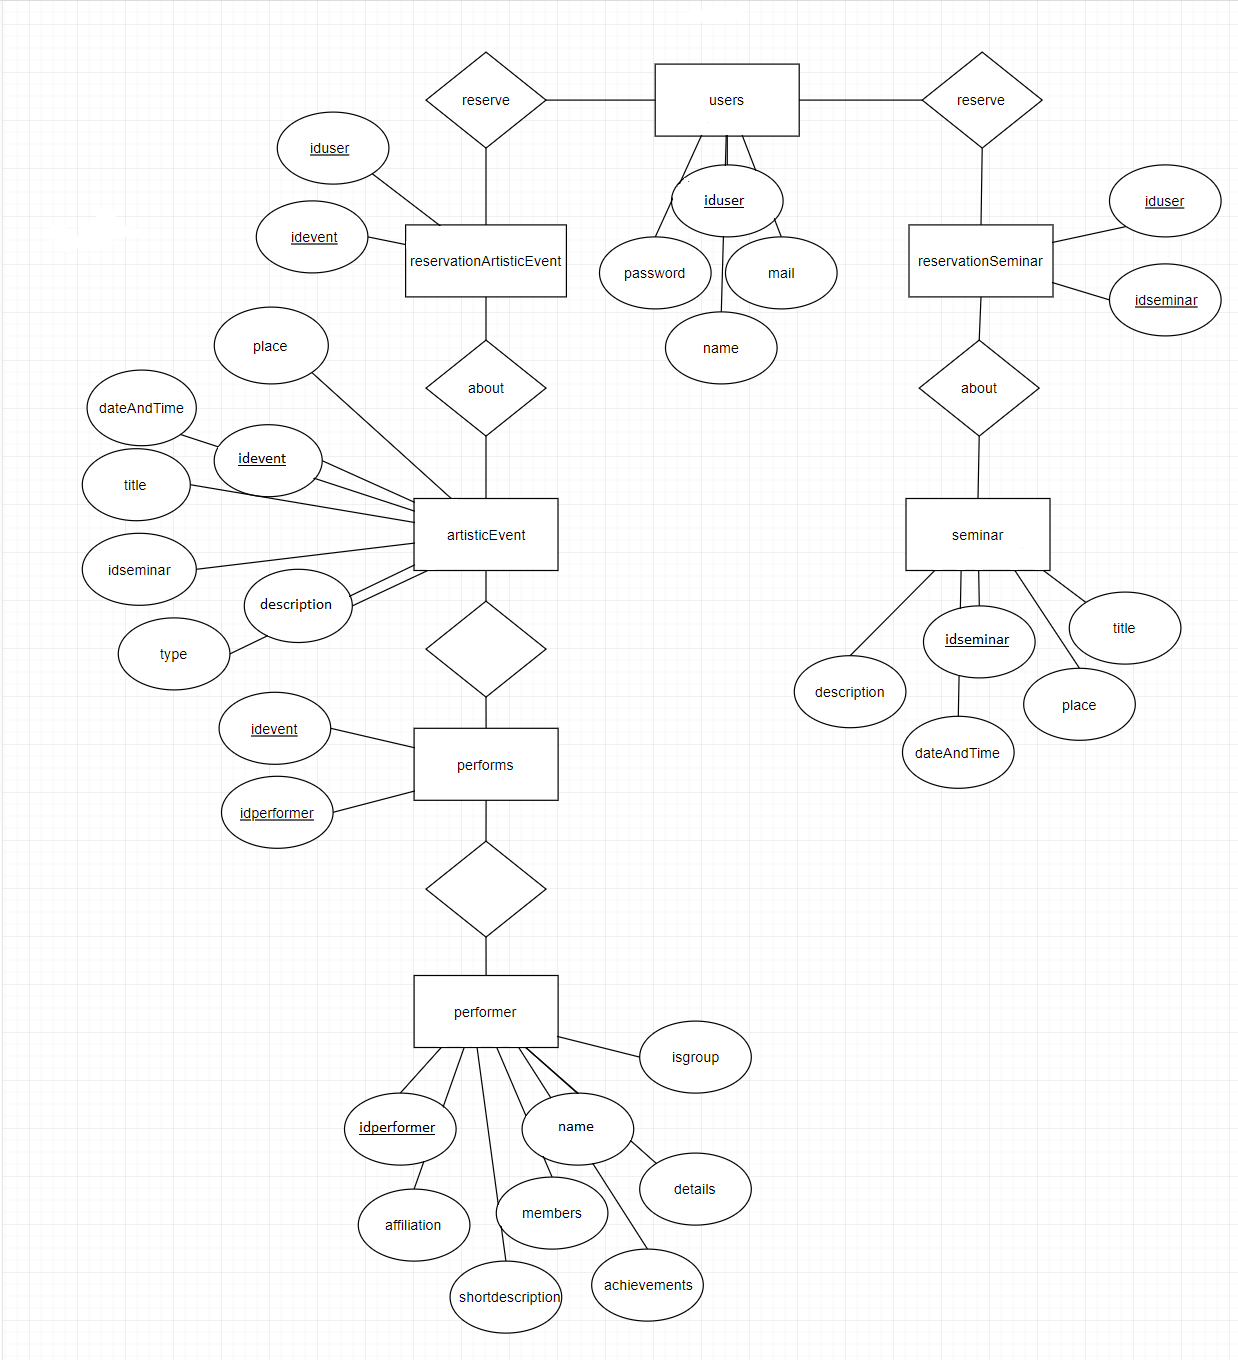 reserve
users
reserve
iduser
iduser
iduser
idevent
reservationArtisticEvent
password
mail
reservationSeminar
idseminar
place
name
about
about
dateAndTime
idevent
title
artisticEvent
seminar
idseminar
description
type
description
idseminar
title
place
dateAndTime
idevent
performs
idperformer
performer
isgroup
idperformer
name
details
affiliation
members
shortdescription
achievements